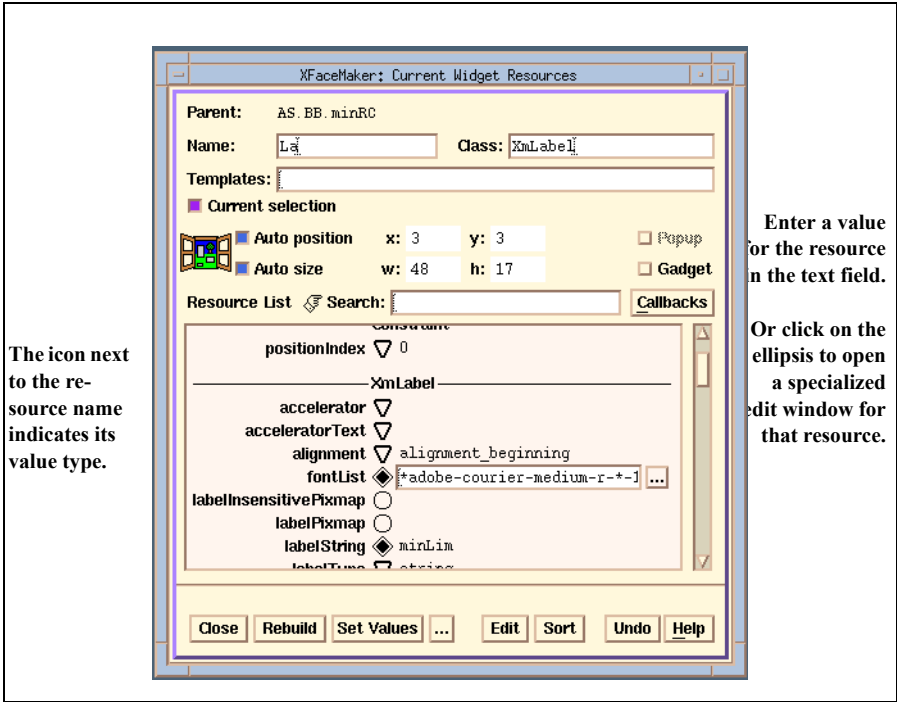 XFaceMaker: Current Widget Resources
Parent: AS.BB.minRC
Name: La Class: XmLabel
Templates:
Current selection
Auto position x: 3 y: 3 Popup
Auto size w: 48 h: 17 Gadget
Resource List Search: Callbacks
Constraint
positionIndex 0
XmLabel
accelerator
acceleratorText
alignment alignment_beginning
fontList *adobe-courier-medium-r-*-1 ...
labelInsensitivePixmap
labelPixmap
labelString minLim
labelType string
Close Rebuild Set Values ... Edit Sort Undo Help
The icon next
to the re-
source name
indicates its
value type.
Enter a value
for the resource
in the text field.
Or click on the
ellipsis to open
a specialized
edit window for
that resource.